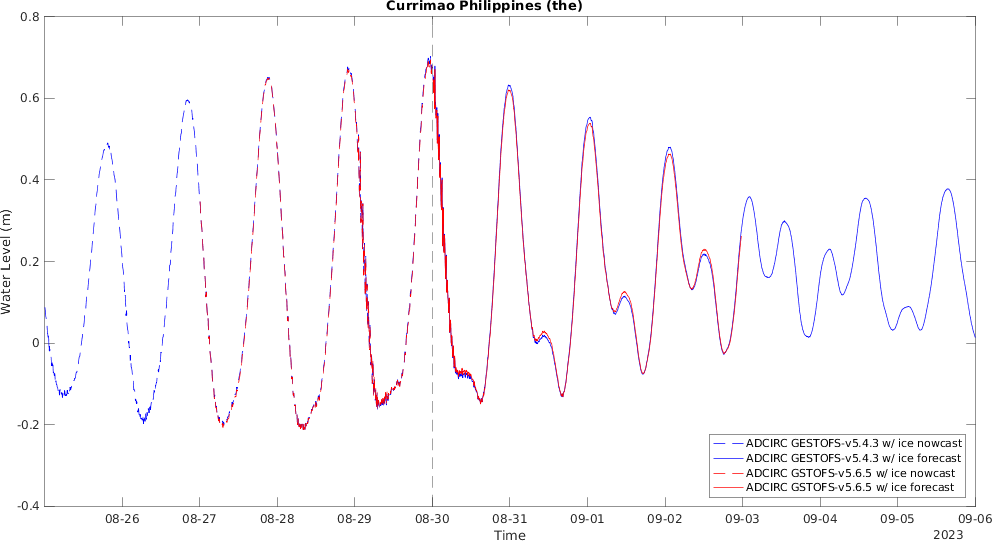 Currimao Philippines (the)
Water Level (m)
0.8
0.6
0.4
0.2
0
-0.2
-0.4
08-26 08-27 08-28 08-29 08-30 08-31 09-01 09-02 09-03 09-04 09-05 09-06
Time
2023
ADCIRC GESTOFS-v5.4.3 w/ ice nowcast
ADCIRC GESTOFS-v5.4.3 w/ ice forecast
ADCIRC GSTOFS-v5.6.5 w/ ice nowcast
ADCIRC GSTOFS-v5.6.5 w/ ice forecast